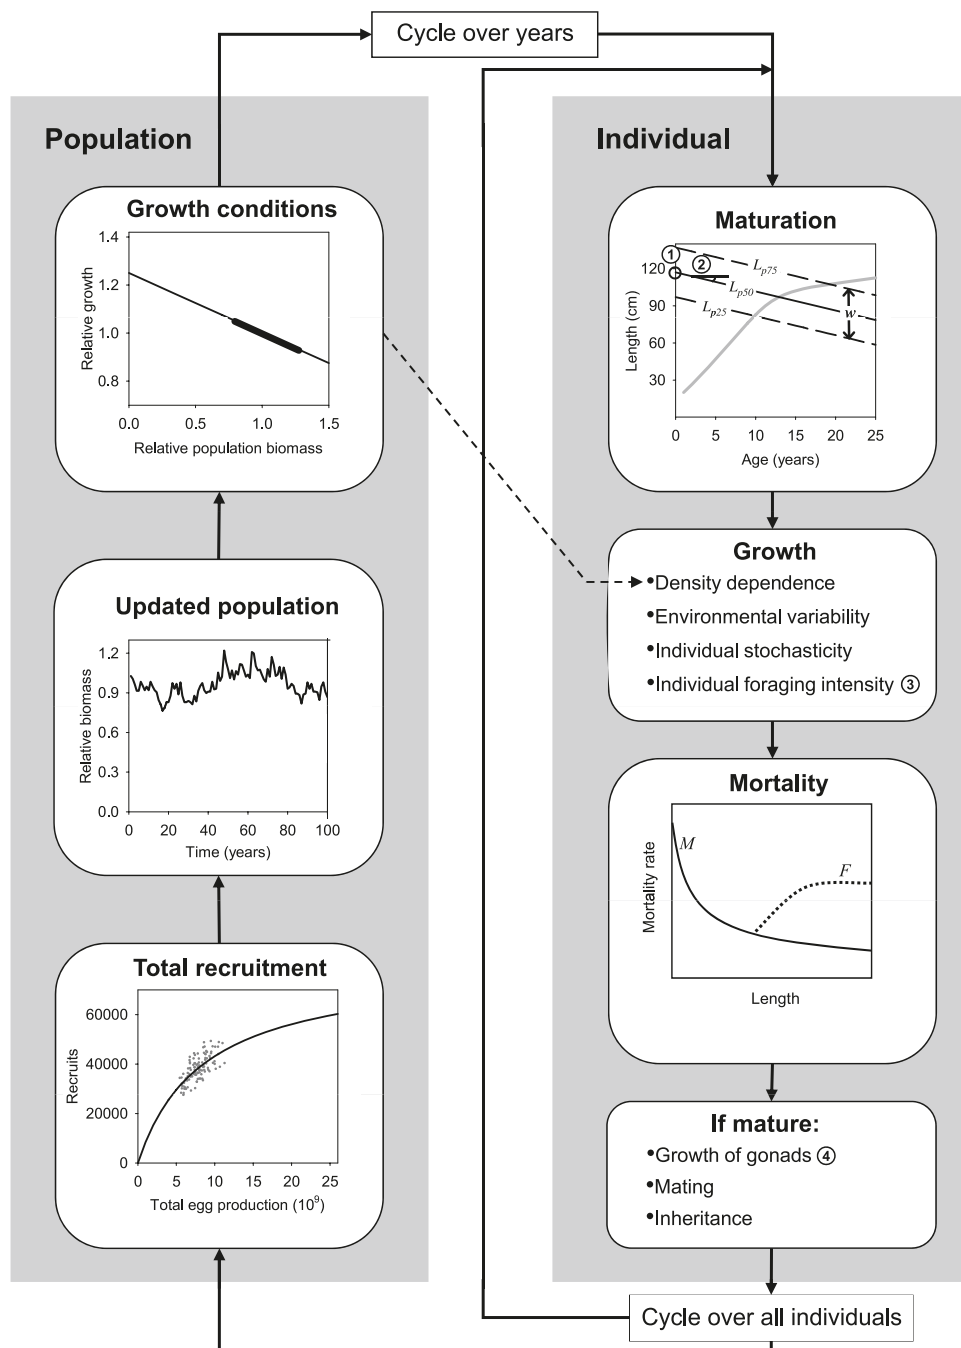 Cycle over years
Population
Growth conditions
Relative growth
1.4
1.2
1.0
0.8
0.0 0.5 1.0 1.5
Relative population biomass
Updated population
Relative biomass
1.2
0.9
0.6
0.3
0.0
0 20 40 60 80 100
Time (years)
Total recruitment
Recruits
60000
40000
20000
0
0 5 10 15 20 25
Total egg production (10⁹)
Individual
Maturation
Length (cm)
120
90
60
30
1
2
Lp75
Lp50
Lp25
w
0 5 10 15 20 25
Age (years)
Growth
•Density dependence
•Environmental variability
•Individual stochasticity
•Individual foraging intensity ③
Mortality
Mortality rate
M
F
Length
If mature:
•Growth of gonads ④
•Mating
•Inheritance
Cycle over all individuals